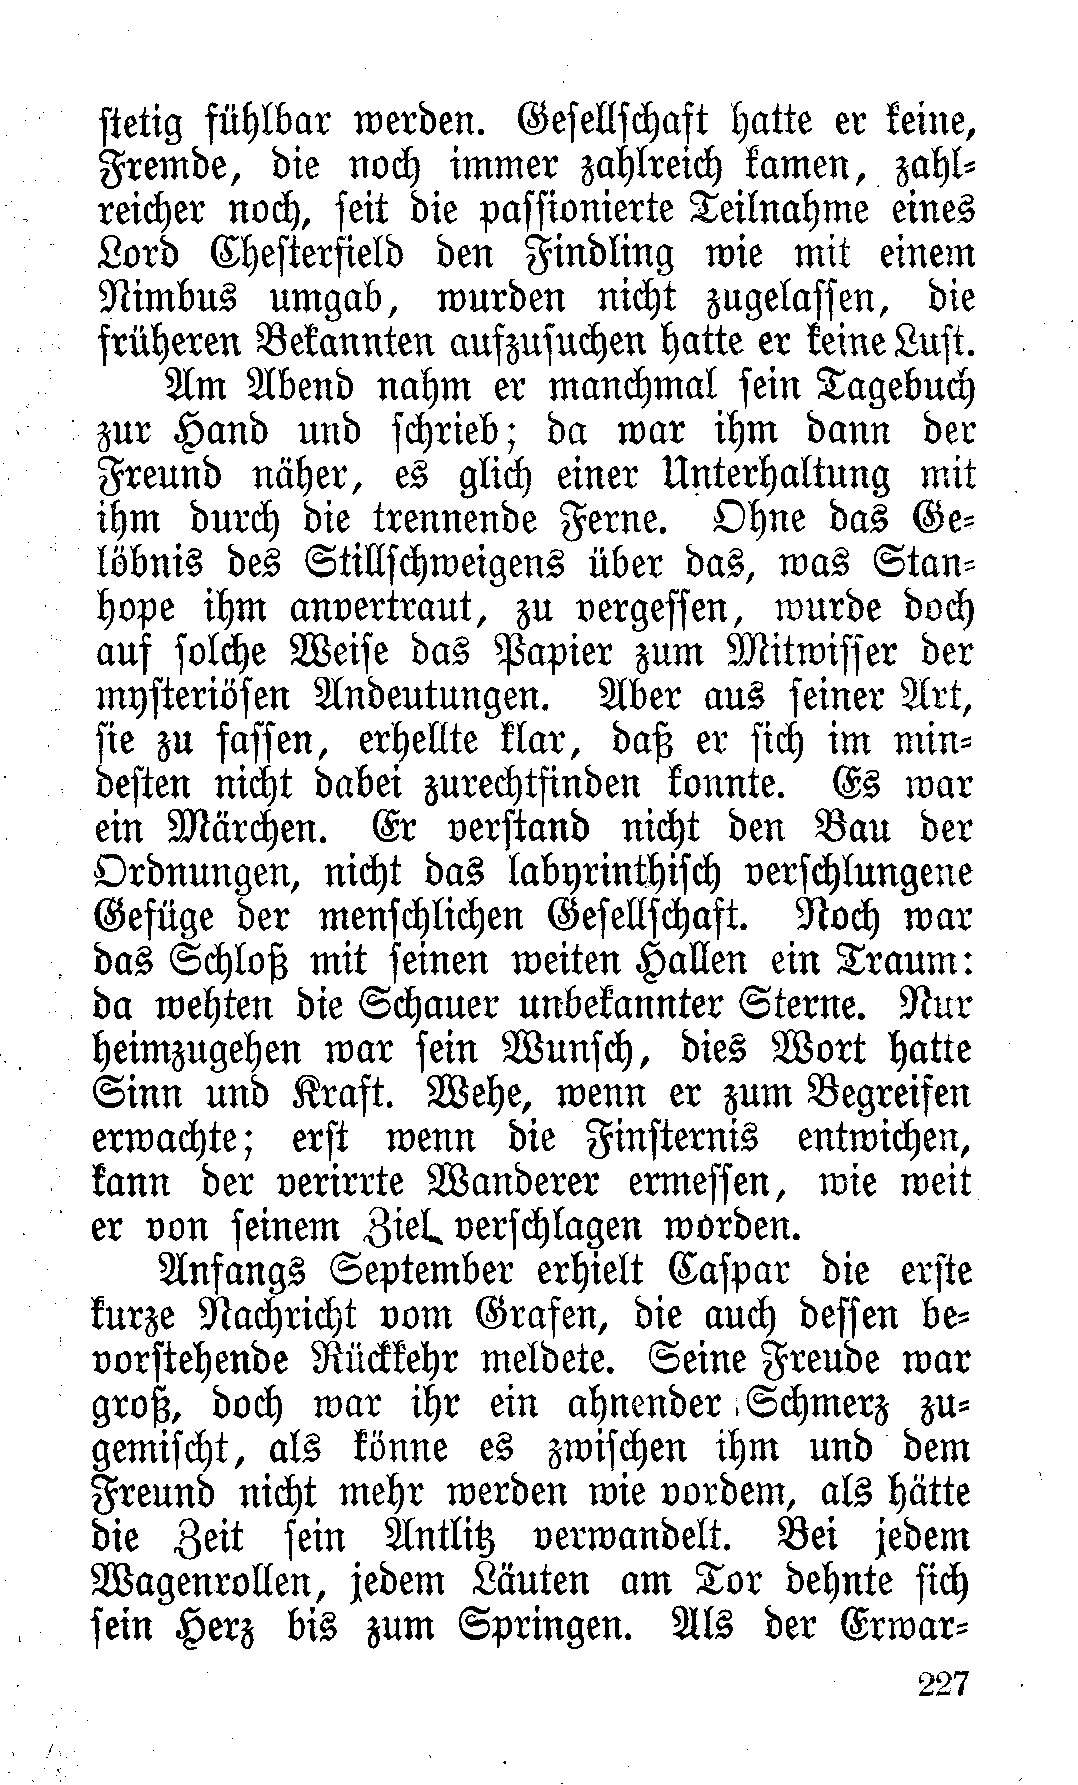 stetig fühlbar werden. Gesellschaft hatte er keine,
Fremde, die noch immer zahlreich kamen, zahl-
reicher noch, seit die passionierte Teilnahme eines
Lord Chesterfield den Findling wie mit einem
Nimbus umgab, wurden nicht zugelassen, die
früheren Bekannten aufzusuchen hatte er keine Lust.
Am Abend nahm er manchmal sein Tagebuch
zur Hand und schrieb; da war ihm dann der
Freund näher, es glich einer Unterhaltung mit
ihm durch die trennende Ferne. Ohne das Ge-
löbnis des Stillschweigens über das, was Stan-
hope ihm anvertraut, zu vergessen, wurde doch
auf solche Weise das Papier zum Mitwisser der
mysteriösen Andeutungen. Aber aus seiner Art,
sie zu fassen, erhellte klar, daß er sich im min-
desten nicht dabei zurechtfinden konnte. Es war
ein Märchen. Er verstand nicht den Bau der
Ordnungen, nicht das labyrinthisch verschlungene
Gefüge der menschlichen Gesellschaft. Noch war
das Schloß mit seinen weiten Hallen ein Traum:
da wehten die Schauer unbekannter Sterne. Nur
heimzugehen war sein Wunsch, dies Wort hatte
Sinn und Kraft. Wehe, wenn er zum Begreifen
erwachte; erst wenn die Finsternis entwichen,
kann der verirrte Wanderer ermessen, wie weit
er von seinem Ziel verschlagen worden.
Anfangs September erhielt Caspar die erste
kurze Nachricht vom Grafen, die auch dessen be-
vorstehende Rückkehr meldete. Seine Freude war
groß, doch war ihr ein ahnender Schmerz zu-
gemischt, als könne es zwischen ihm und dem
Freund nicht mehr werden wie vordem, als hätte
die Zeit sein Antlitz verwandelt. Bei jedem
Wagenrollen, jedem Läuten am Tor dehnte sich
sein Herz bis zum Springen. Als der Erwar-
227